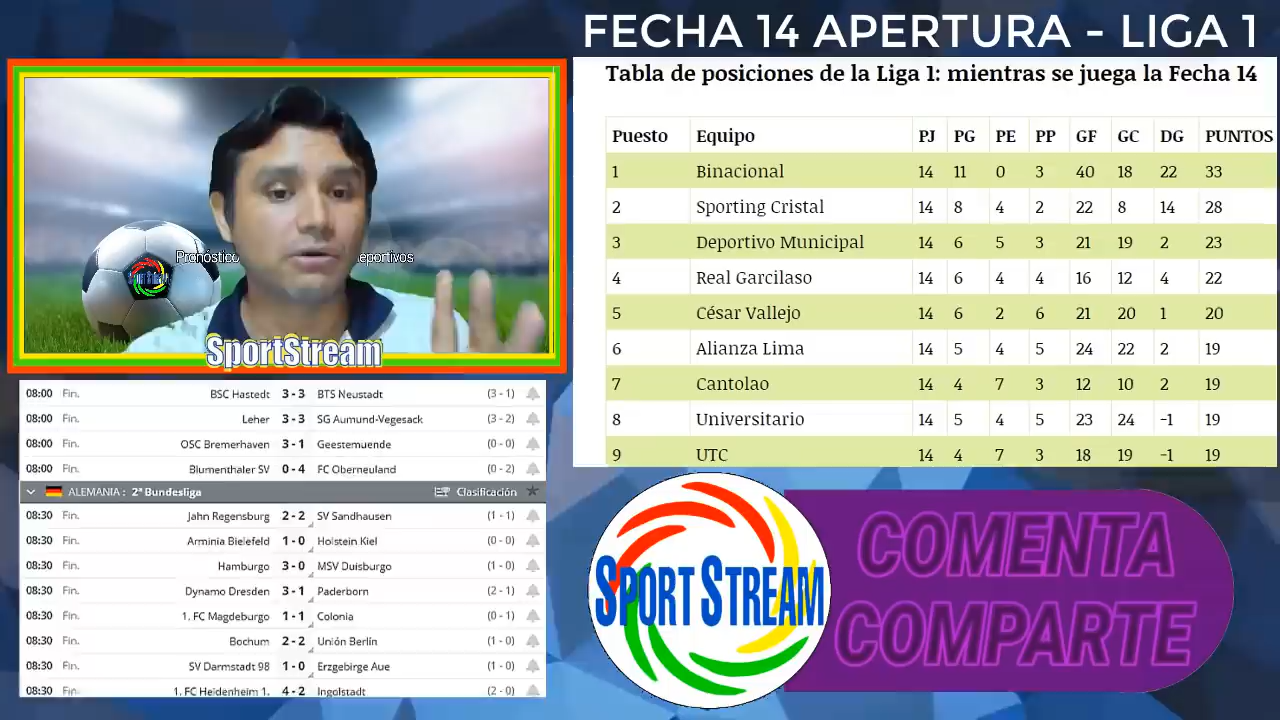 FECHA 14 APERTURA - LIGA 1
Pronóstico deportivos
Sport Stream
SportStream
08:00 Fin. BSC Hastedt 3 - 3 BTS Neustadt (3 - 1)
08:00 Fin. Leher 3 - 3 SG Aumund-Vegesack (3 - 2)
08:00 Fin. OSC Bremerhaven 3 - 1 Geestemuende (0 - 0)
08:00 Fin. Blumenthaler SV 0 - 4 FC Oberneuland (0 - 2)
ALEMANIA : 2ª Bundesliga Clasificación
08:30 Fin. Jahn Regensburg 2 - 2 SV Sandhausen (1 - 1)
08:30 Fin. Arminia Bielefeld 1 - 0 Holstein Kiel (0 - 0)
08:30 Fin. Hamburgo 3 - 0 MSV Duisburgo (1 - 0)
08:30 Fin. Dynamo Dresden 3 - 1 Paderborn (2 - 1)
08:30 Fin. 1. FC Magdeburgo 1 - 1 Colonia (0 - 1)
08:30 Fin. Bochum 2 - 2 Unión Berlín (1 - 0)
08:30 Fin. SV Darmstadt 98 1 - 0 Erzgebirge Aue (1 - 0)
08:30 Fin. 1. FC Heidenheim 1. 4 - 2 Ingolstadt (2 - 0)
Tabla de posiciones de la Liga 1: mientras se juega la Fecha 14
Puesto Equipo PJ PG PE PP GF GC DG PUNTOS
1 Binacional 14 11 0 3 40 18 22 33
2 Sporting Cristal 14 8 4 2 22 8 14 28
3 Deportivo Municipal 14 6 5 3 21 19 2 23
4 Real Garcilaso 14 6 4 4 16 12 4 22
5 César Vallejo 14 6 2 6 21 20 1 20
6 Alianza Lima 14 5 4 5 24 22 2 19
7 Cantolao 14 4 7 3 12 10 2 19
8 Universitario 14 5 4 5 23 24 -1 19
9 UTC 14 4 7 3 18 19 -1 19
SPORT STREAM
COMENTA
COMPARTE